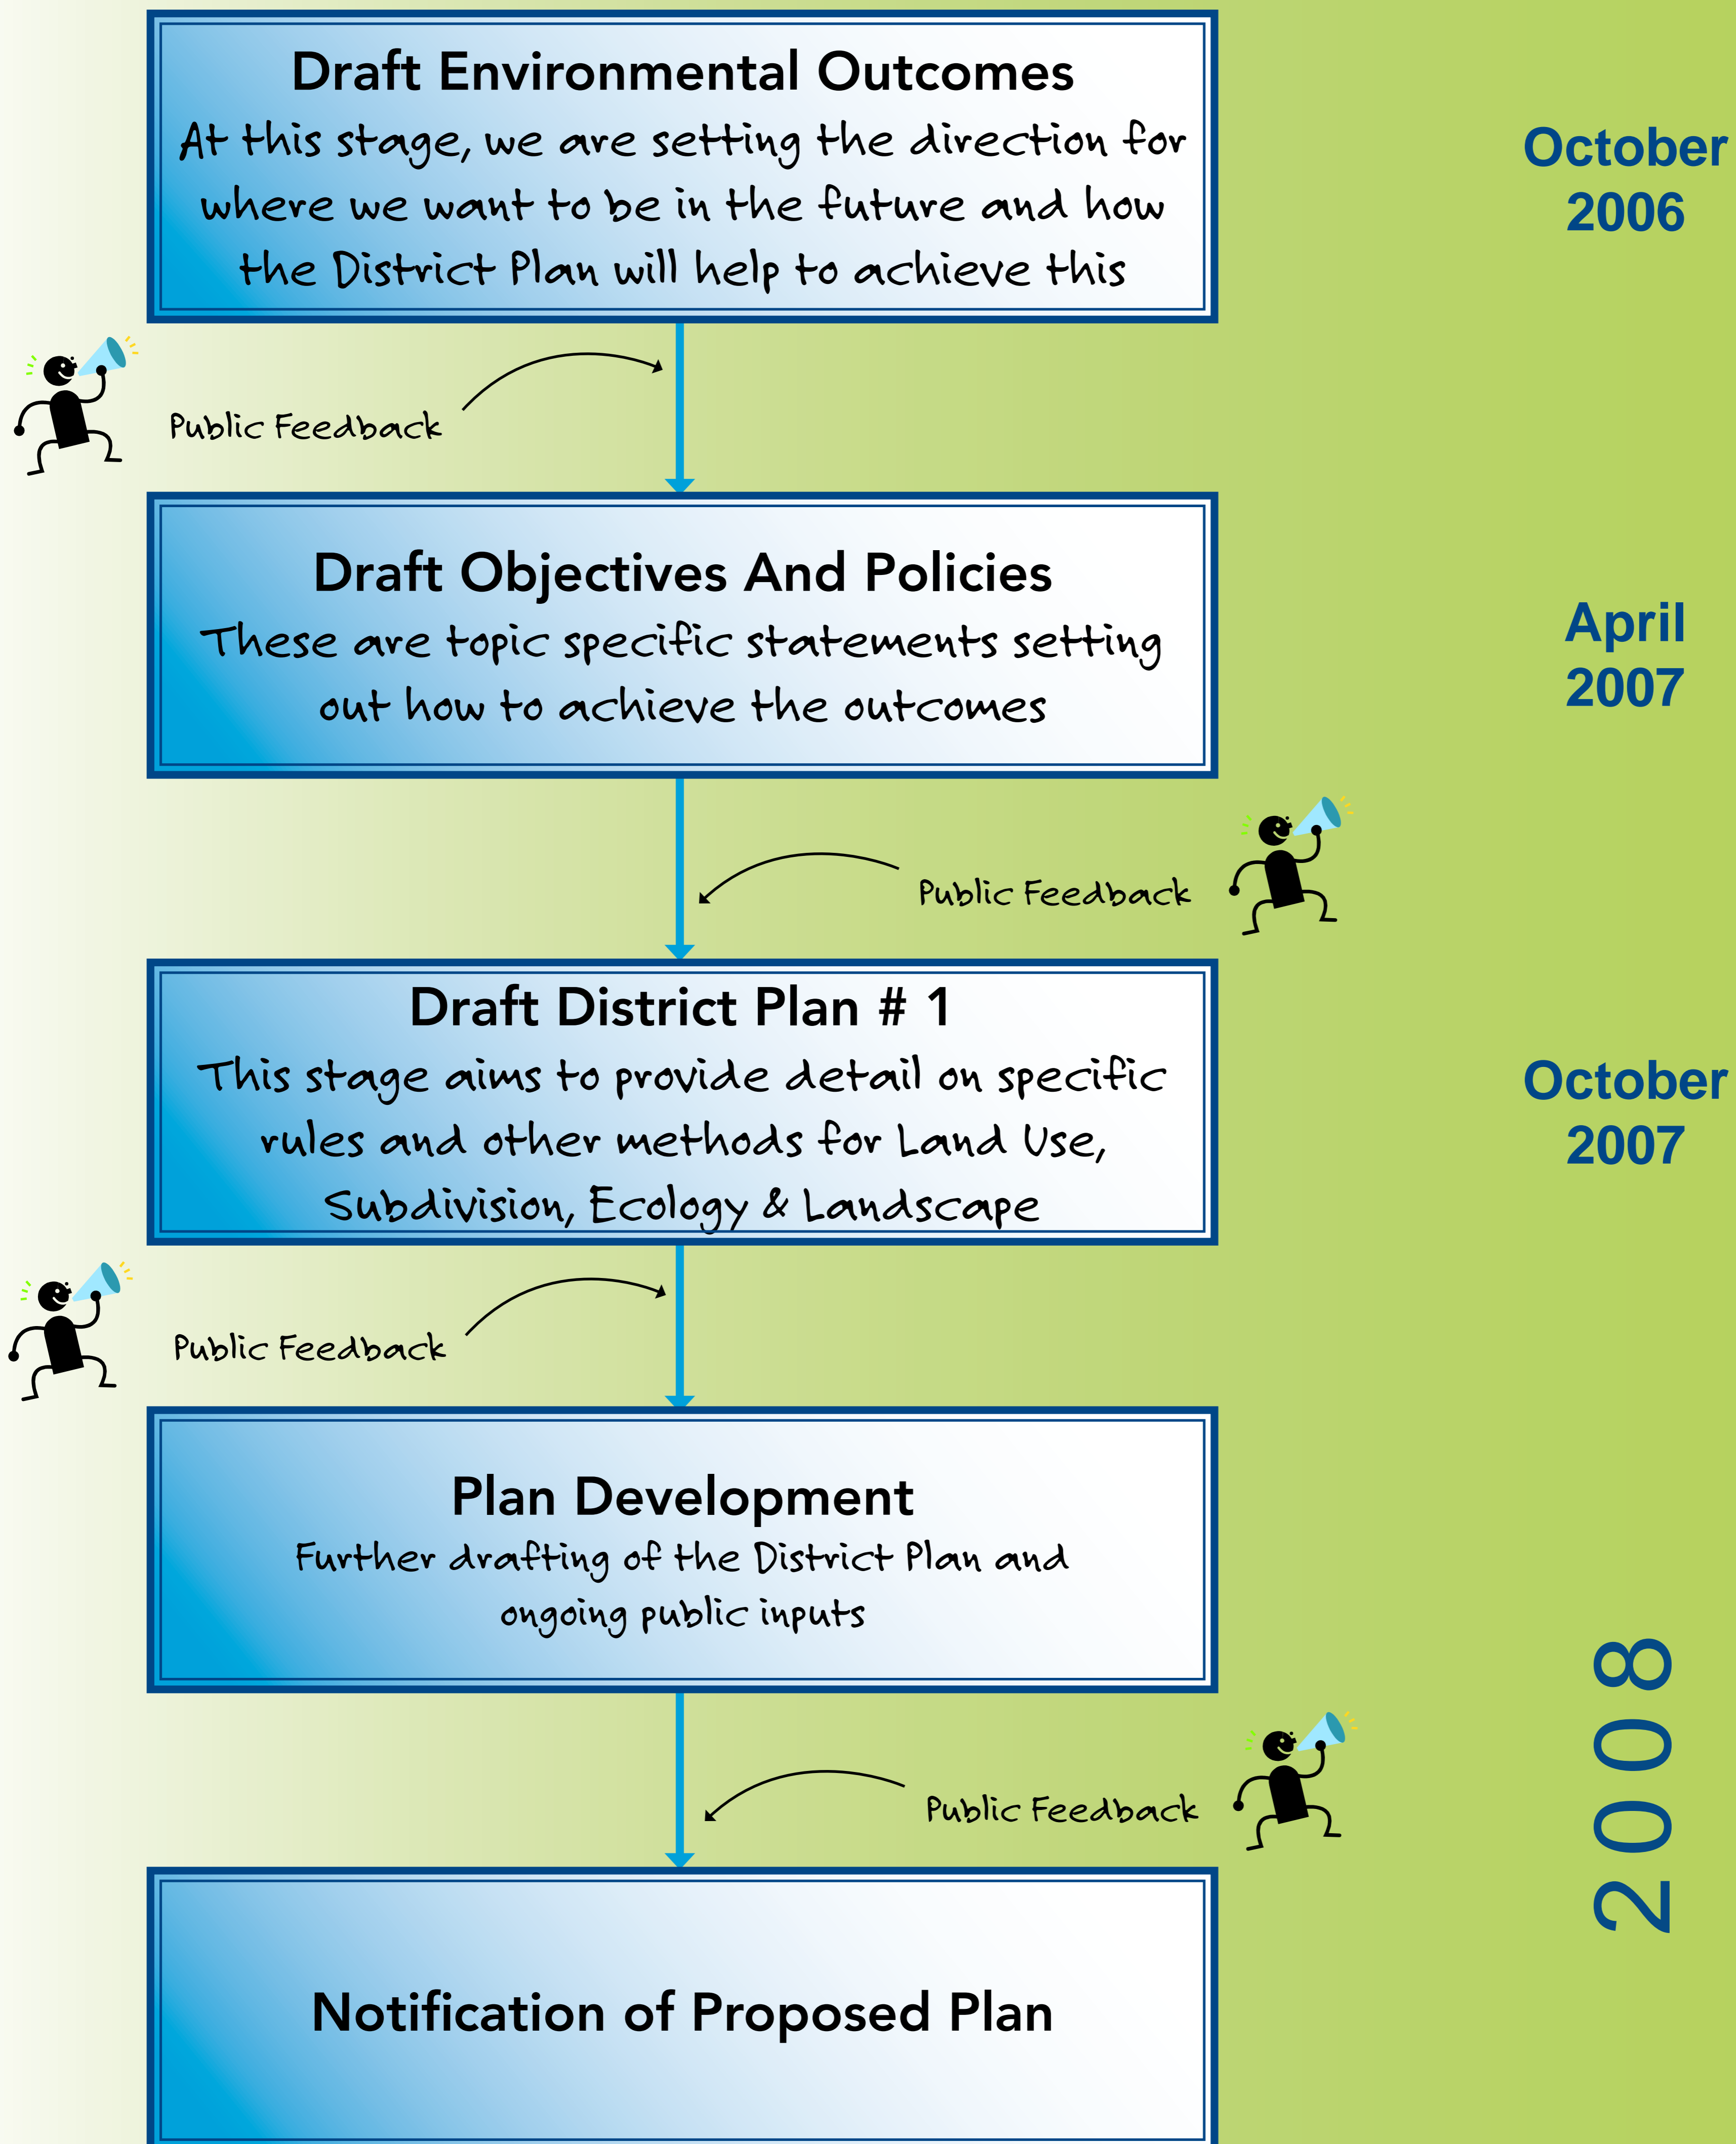 Draft Environmental Outcomes
At this stage, we are setting the direction for
where we want to be in the future and how
the District Plan will help to achieve this
October
2006
Public Feedback
Draft Objectives And Policies
These are topic specific statements setting
out how to achieve the outcomes
April
2007
Public Feedback
Draft District Plan # 1
This stage aims to provide detail on specific
rules and other methods for Land Use,
Subdivision, Ecology & Landscape
October
2007
Public Feedback
Plan Development
Further drafting of the District Plan and
ongoing public inputs
2008
Public Feedback
Notification of Proposed Plan